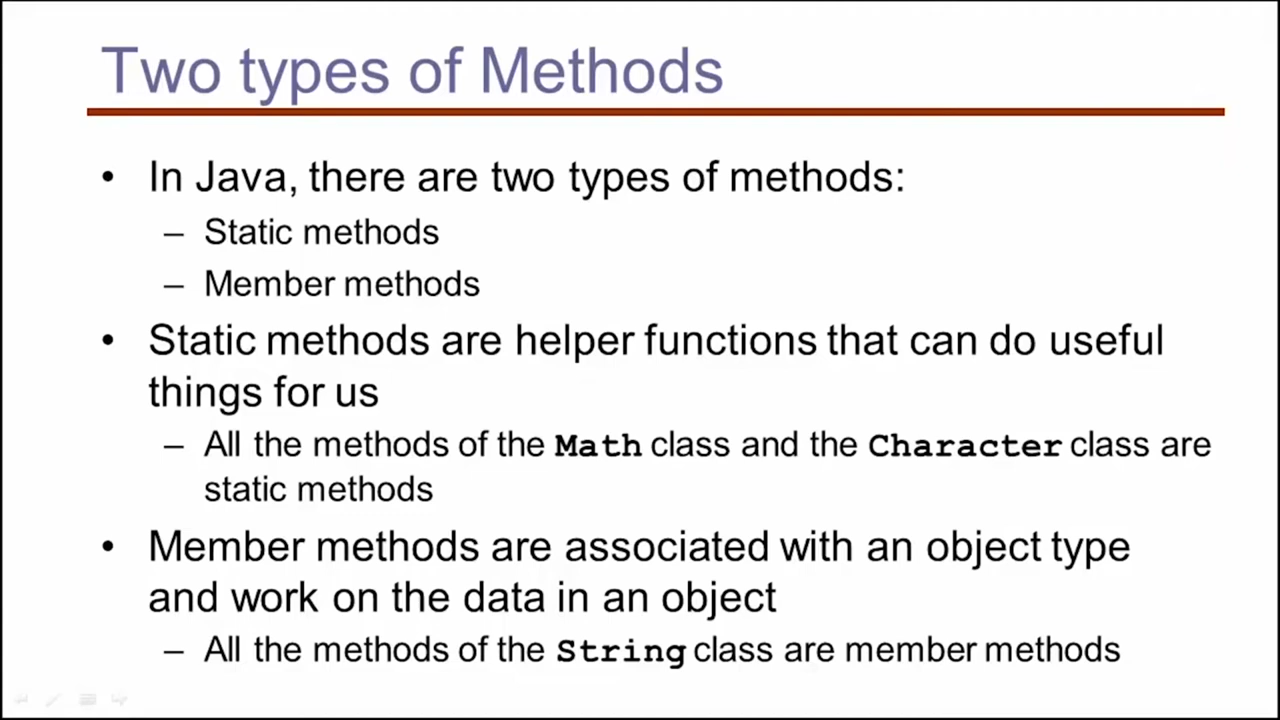 Two types of Methods
• In Java, there are two types of methods:
– Static methods
– Member methods
• Static methods are helper functions that can do useful
things for us
– All the methods of the Math class and the Character class are
static methods
• Member methods are associated with an object type
and work on the data in an object
– All the methods of the String class are member methods